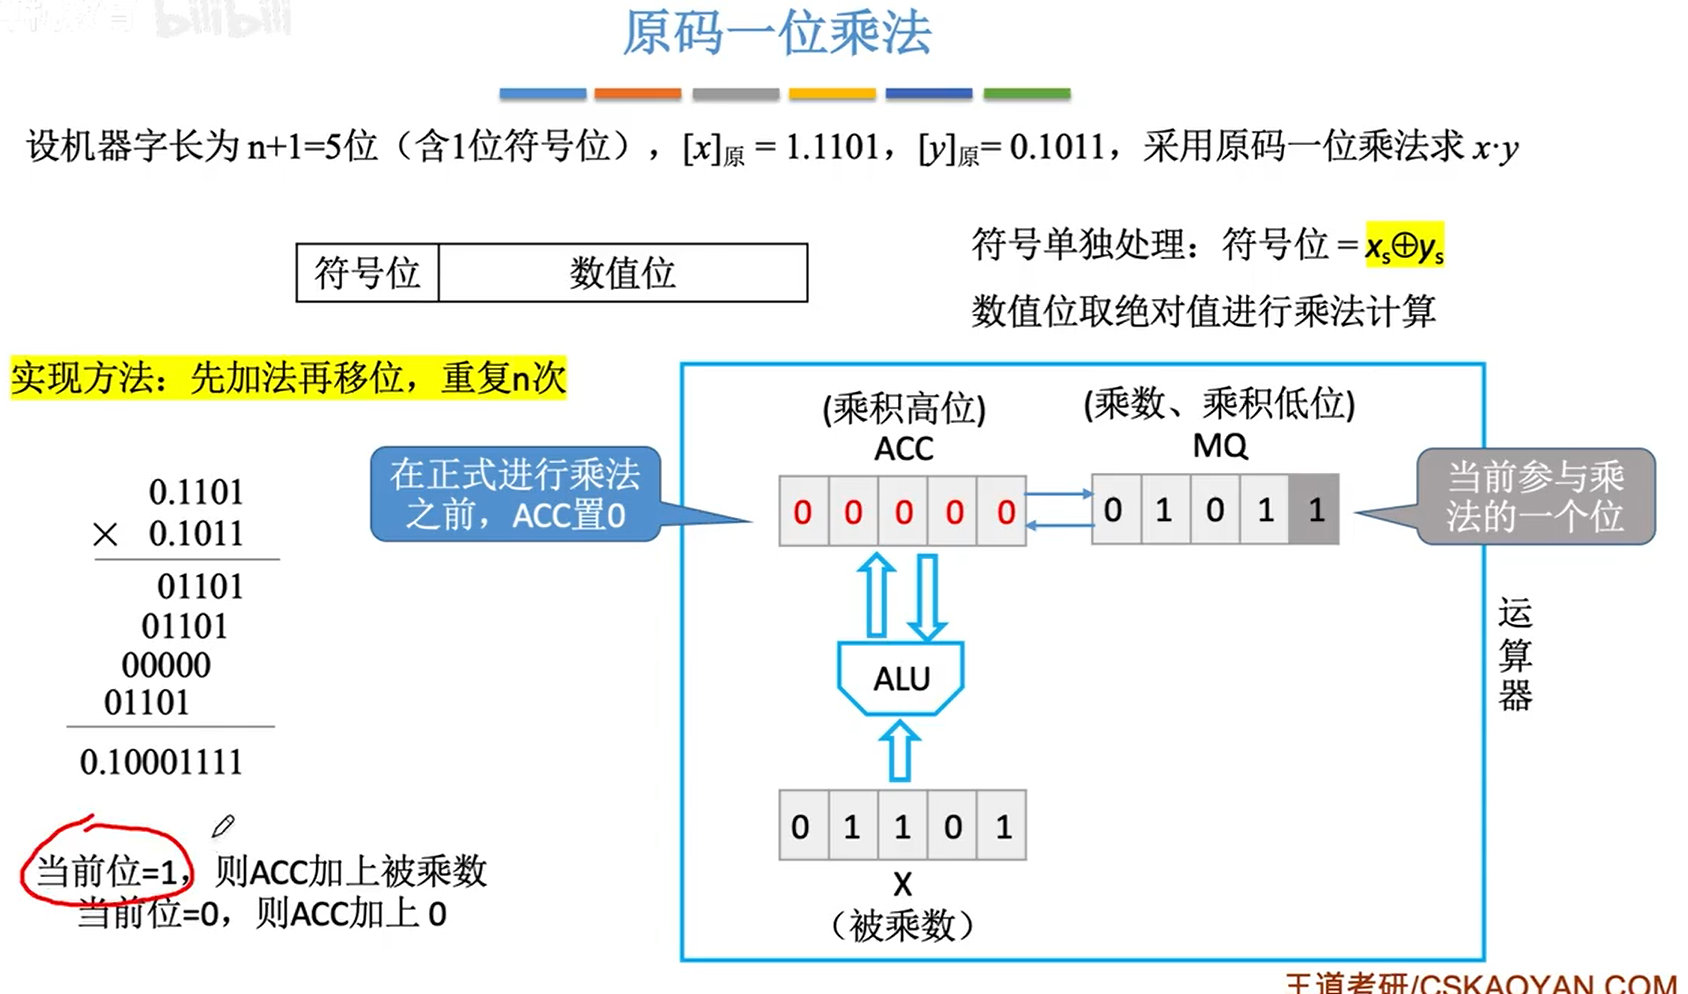 bilibili
原码一位乘法
设机器字长为 n+1=5位（含1位符号位），[x]原 = 1.1101，[y]原= 0.1011，采用原码一位乘法求 x·y
符号位 数值位
符号单独处理：符号位 = xs⊕ys
数值位取绝对值进行乘法计算
实现方法：先加法再移位，重复n次
0.1101
× 0.1011
01101
01101
00000
01101
0.10001111
当前位=1，则ACC加上被乘数
当前位=0，则ACC加上 0
在正式进行乘法
之前，ACC置0
(乘积高位)
ACC
0 0 0 0 0
(乘数、乘积低位)
MQ
0 1 0 1 1
当前参与乘
法的一个位
ALU
0 1 1 0 1
X
（被乘数）
运算器
王道考研/CSKAOYAN.COM